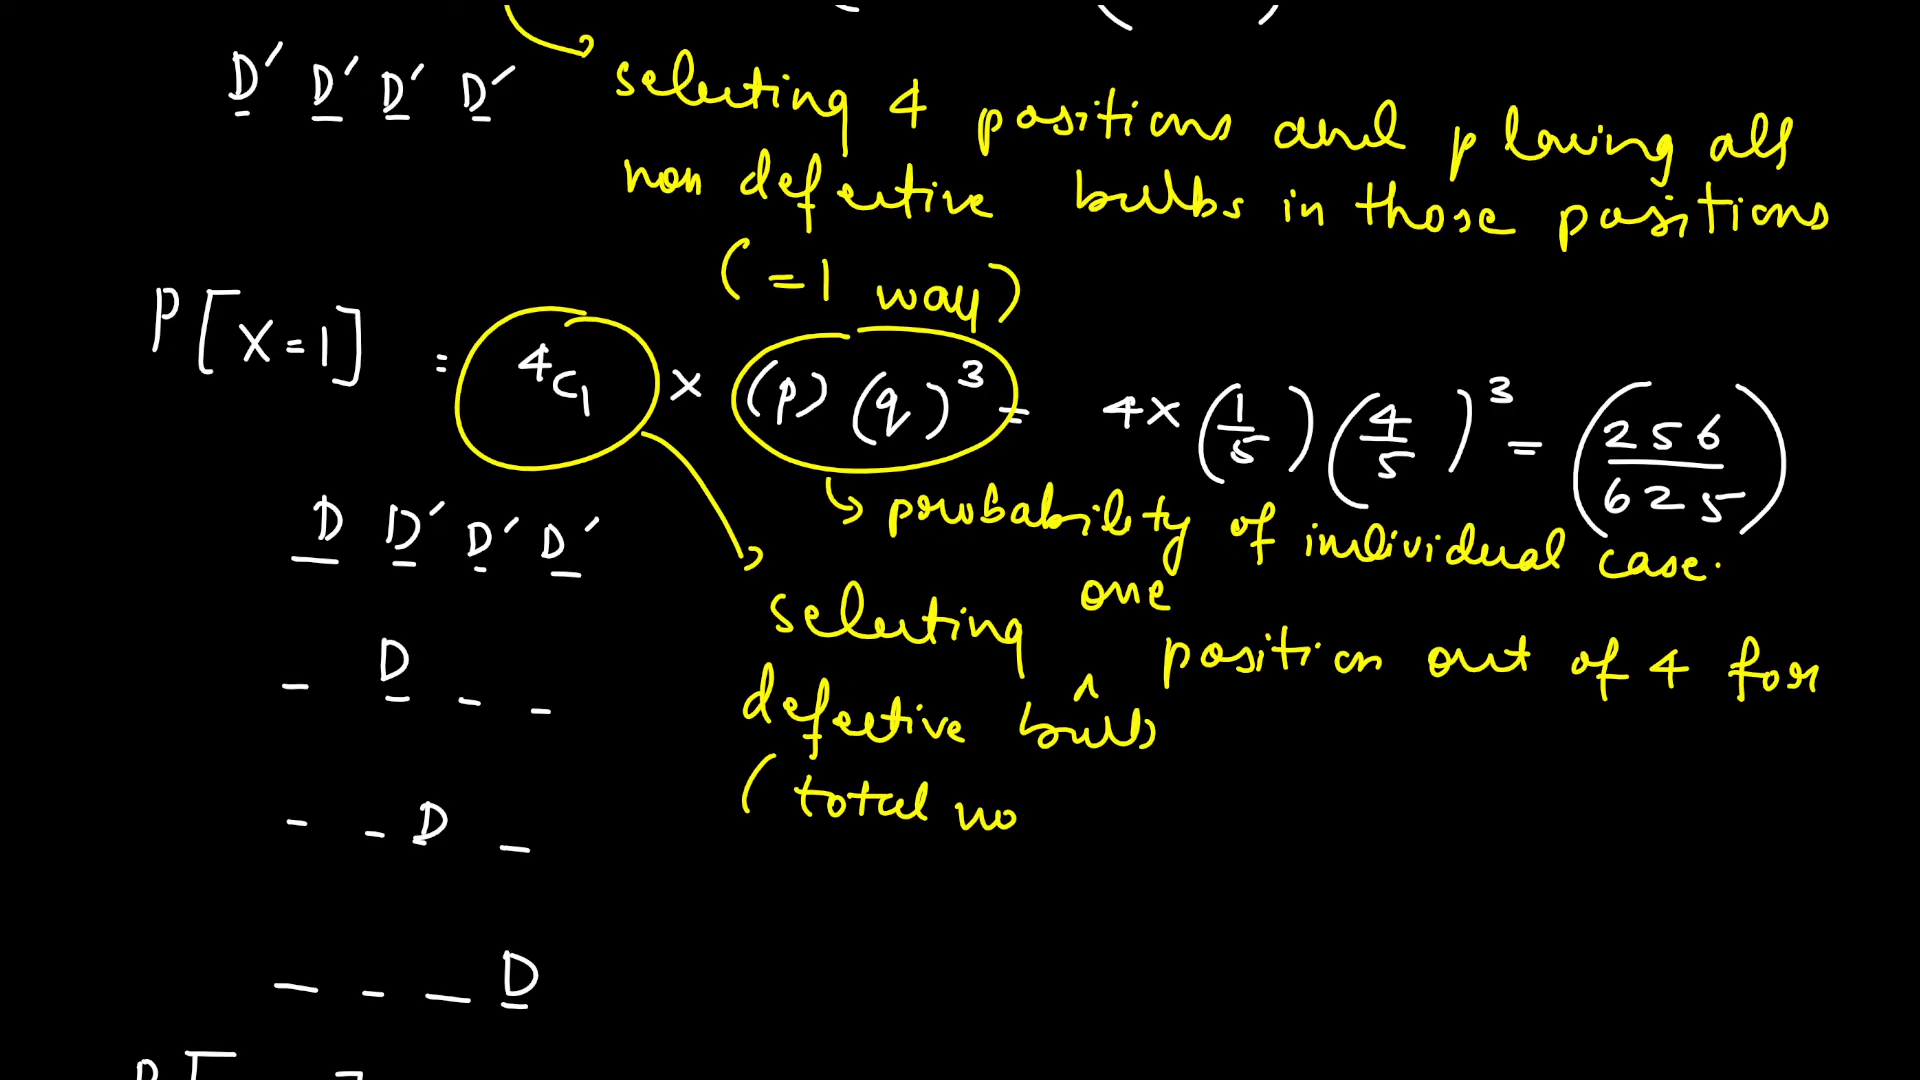 D′ D′ D′ D′
selecting 4 positions and placing all
non defective bulbs in those positions
(=1 way)
P[X=1] = ⁴C₁ × (p)(q)³ = 4×(1/5)(4/5)³ = (256/625)
D D′ D′ D′
↳ probability of individual case.
selecting one position out of 4 for
_ D _ _
defective bulb
(total no
_ _ D _
_ _ _ D